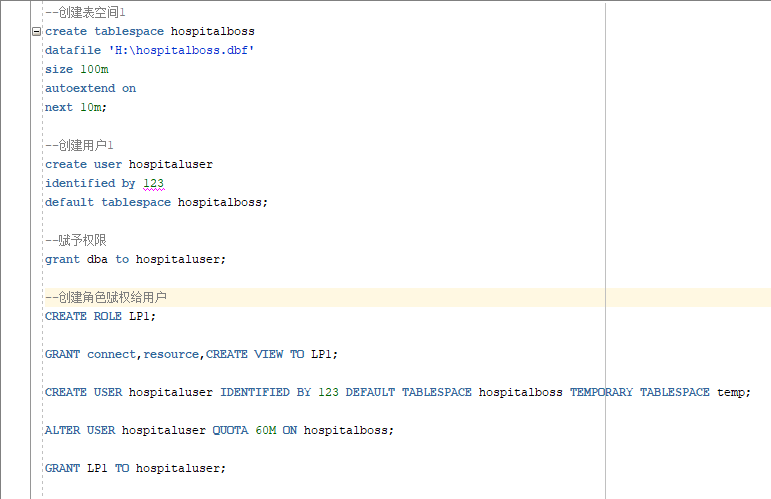 --创建表空间1
create tablespace hospitalboss
datafile 'H:\hospitalboss.dbf'
size 100m
autoextend on
next 10m;
--创建用户1
create user hospitaluser
identified by 123
default tablespace hospitalboss;
--赋予权限
grant dba to hospitaluser;
--创建角色赋权给用户
CREATE ROLE LP1;
GRANT connect,resource,CREATE VIEW TO LP1;
CREATE USER hospitaluser IDENTIFIED BY 123 DEFAULT TABLESPACE hospitalboss TEMPORARY TABLESPACE temp;
ALTER USER hospitaluser QUOTA 60M ON hospitalboss;
GRANT LP1 TO hospitaluser;